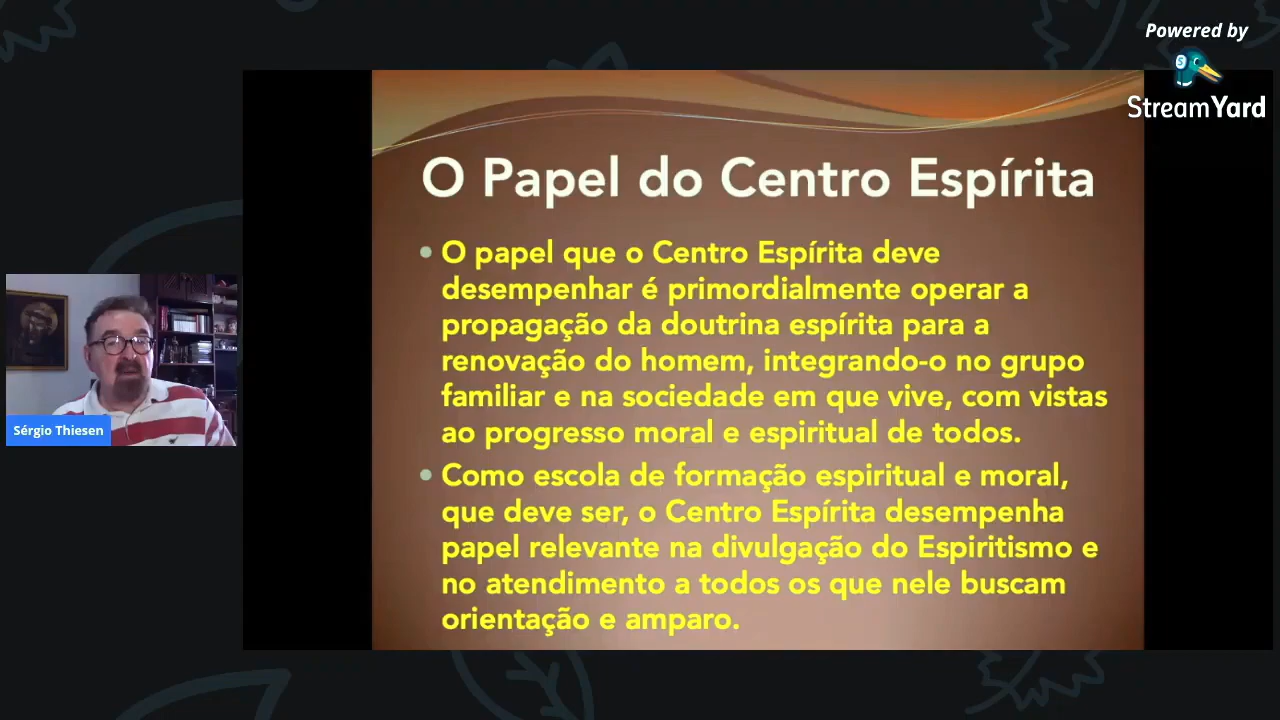 Powered by
StreamYard
O Papel do Centro Espírita
• O papel que o Centro Espírita deve
desempenhar é primordialmente operar a
propagação da doutrina espírita para a
renovação do homem, integrando-o no grupo
familiar e na sociedade em que vive, com vistas
ao progresso moral e espiritual de todos.
• Como escola de formação espiritual e moral,
que deve ser, o Centro Espírita desempenha
papel relevante na divulgação do Espiritismo e
no atendimento a todos os que nele buscam
orientação e amparo.
Sérgio Thiesen